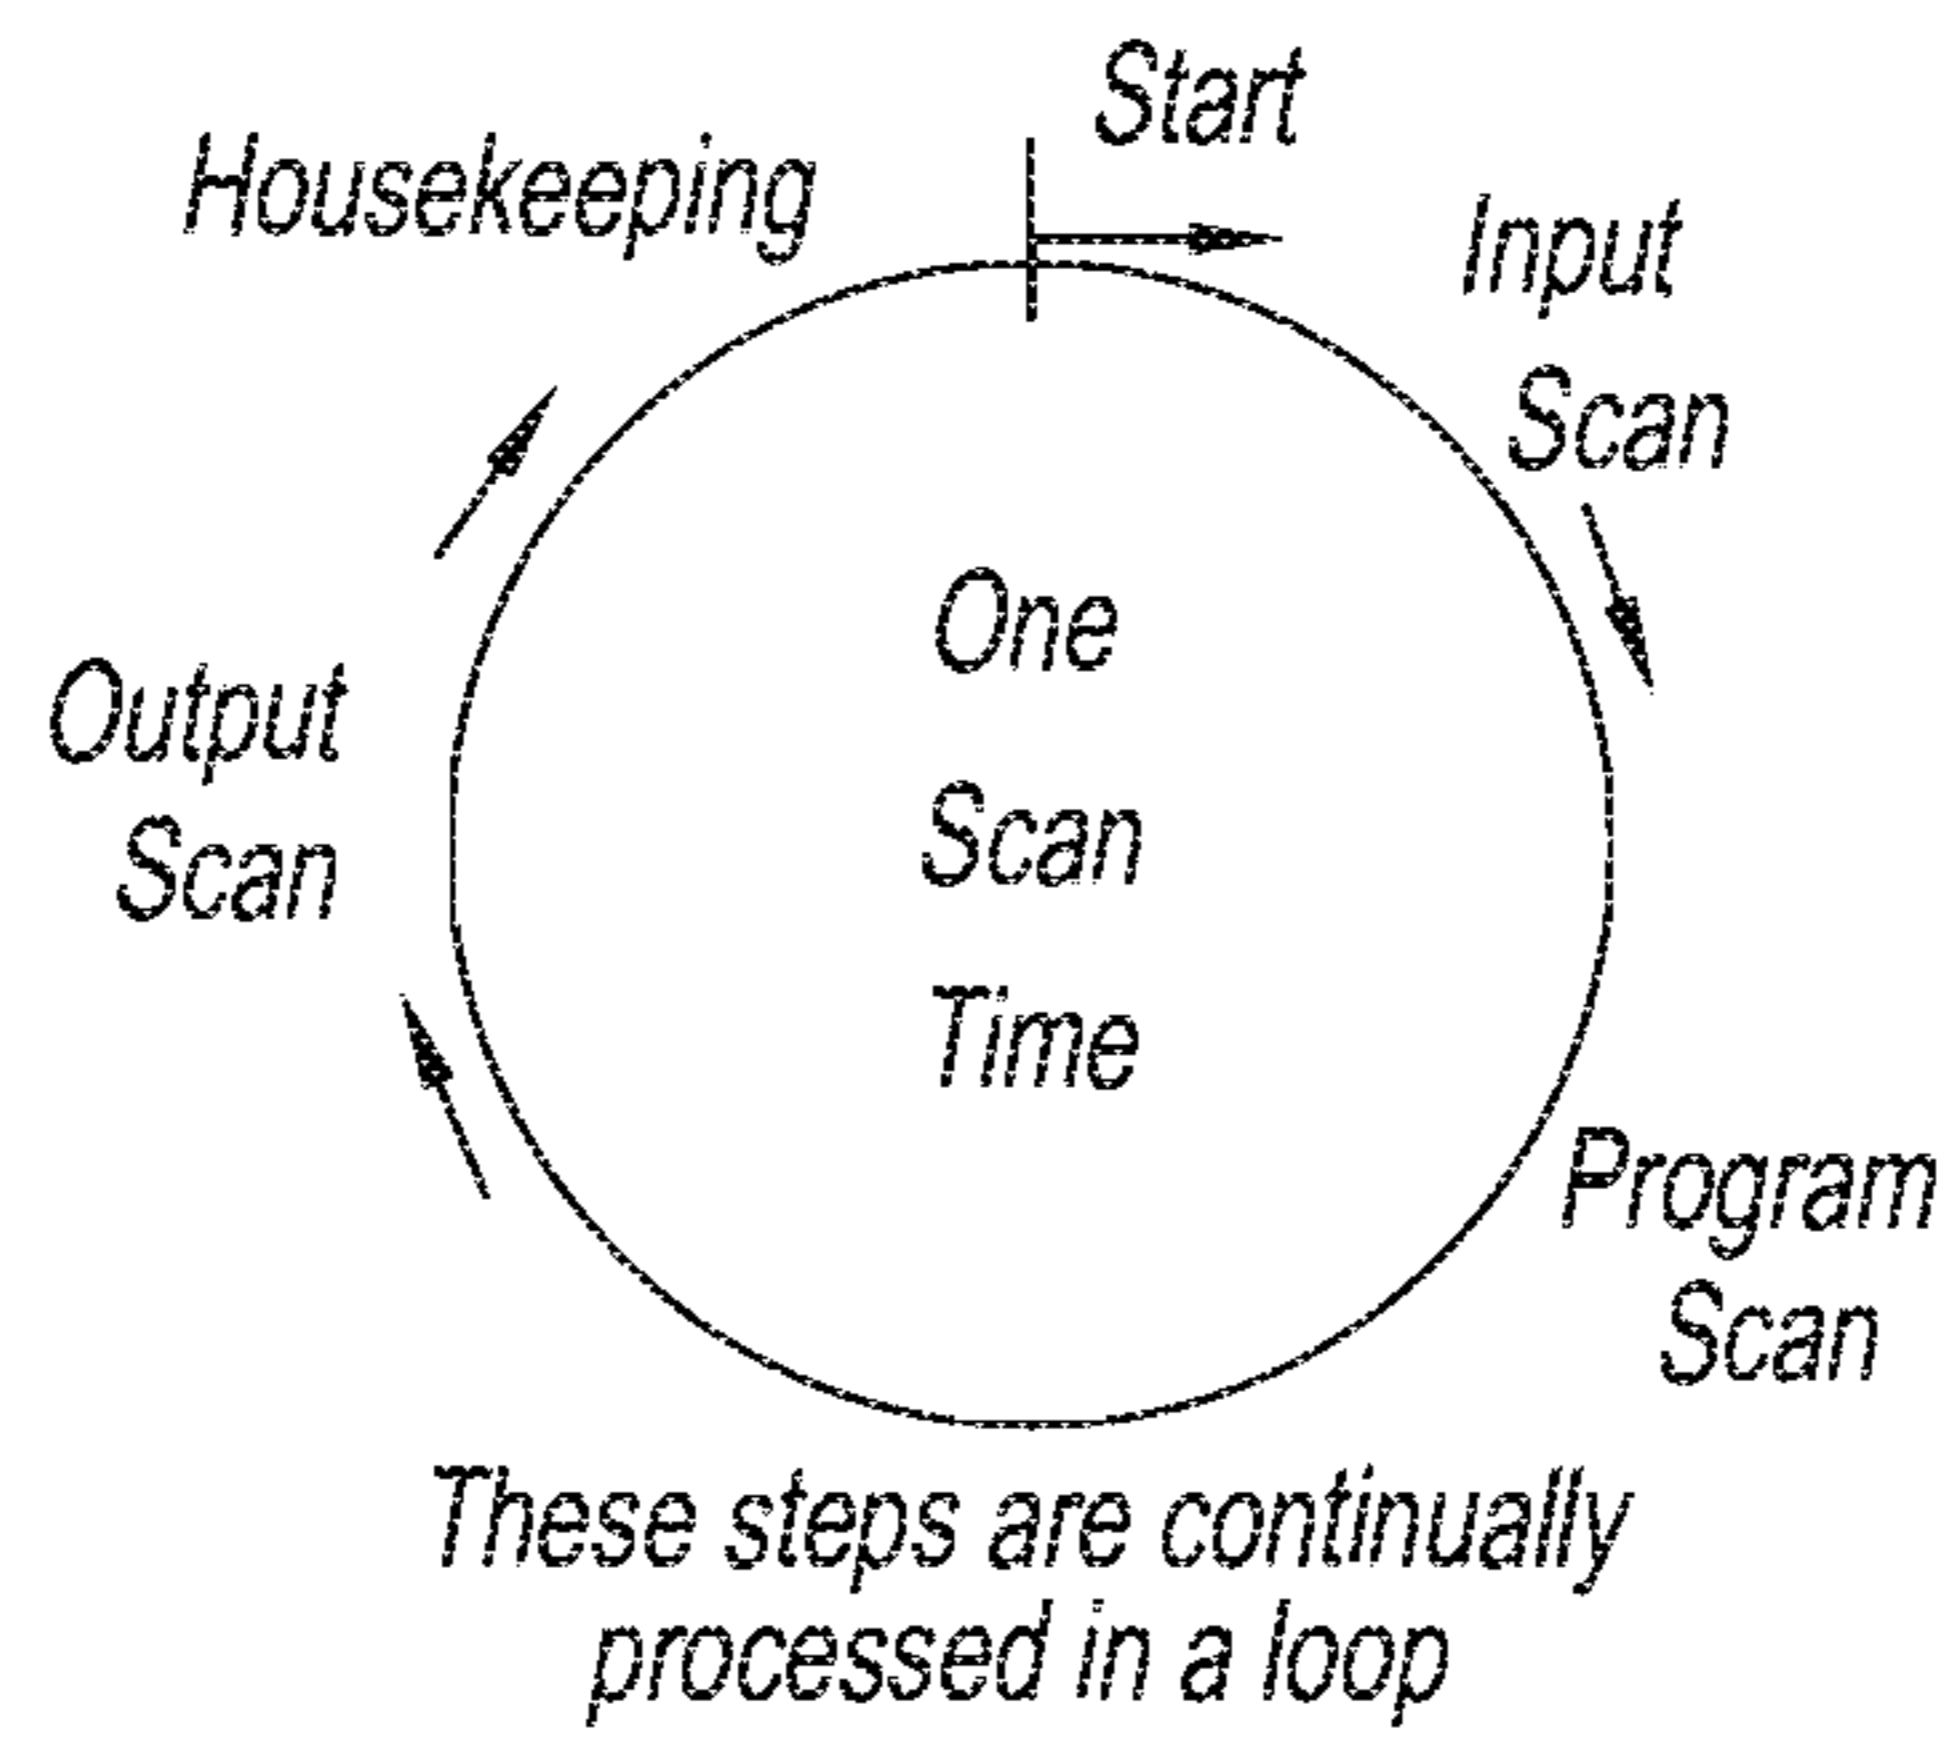 Start
Housekeeping
Input
Scan
One
Output
Scan
Scan
Time
Program
Scan
These steps are continually
processed in a loop